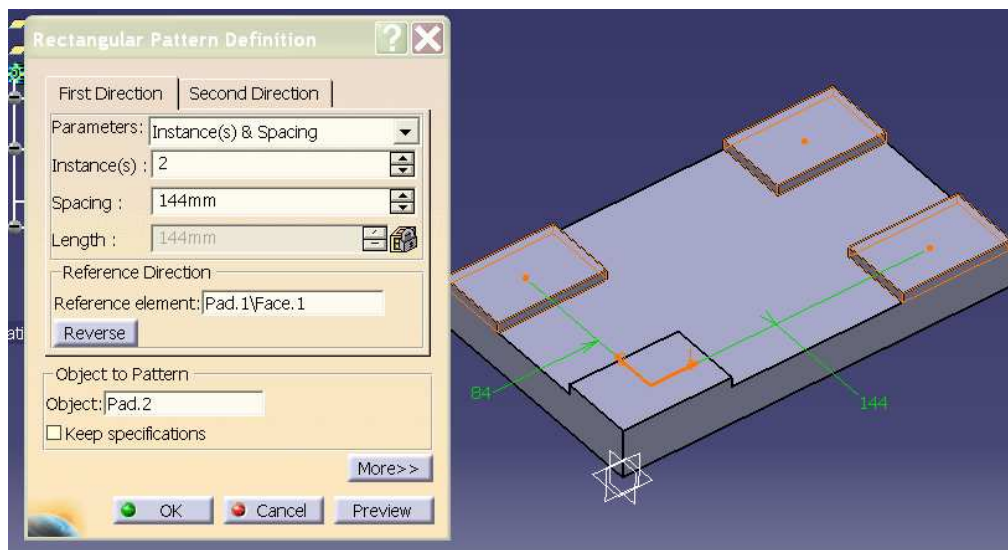 Rectangular Pattern Definition
First Direction Second Direction
Parameters: Instance(s) & Spacing
Instance(s) : 2
Spacing : 144mm
Length : 144mm
Reference Direction
Reference element: Pad.1\Face.1
Reverse
Object to Pattern
Object: Pad.2
Keep specifications
More>>
OK Cancel Preview
84
144